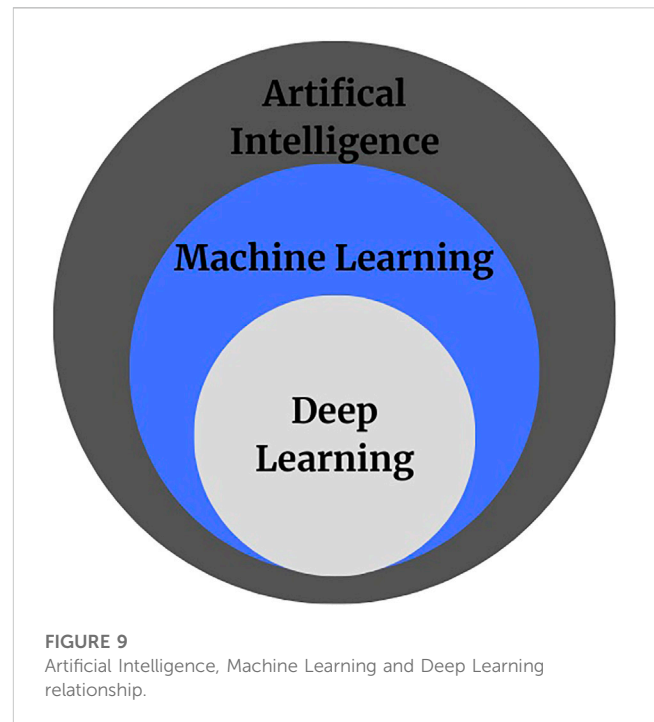 Artifical
Intelligence
Machine Learning
Deep
Learning
FIGURE 9
Artificial Intelligence, Machine Learning and Deep Learning
relationship.